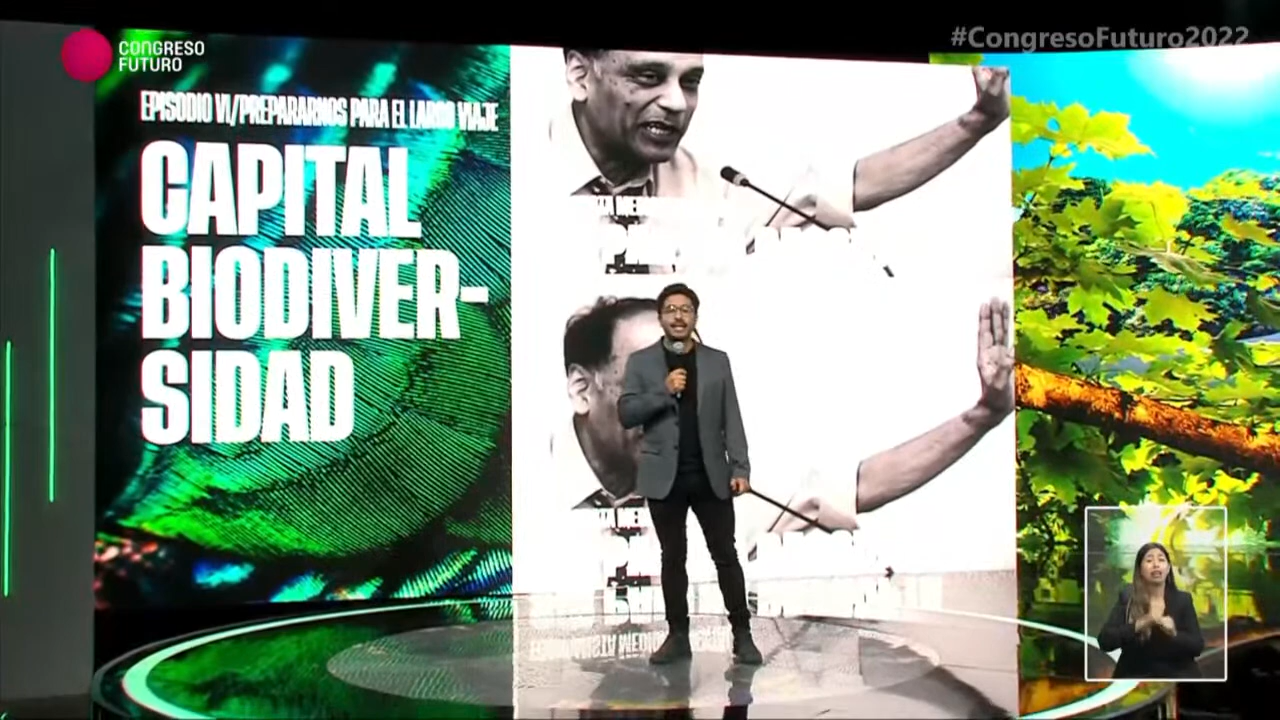 CONGRESO
FUTURO
#CongresoFuturo2022
EPISODIO VI/PREPARARNOS PARA EL LARGO VIAJE
CAPITAL
BIODIVER-
SIDAD